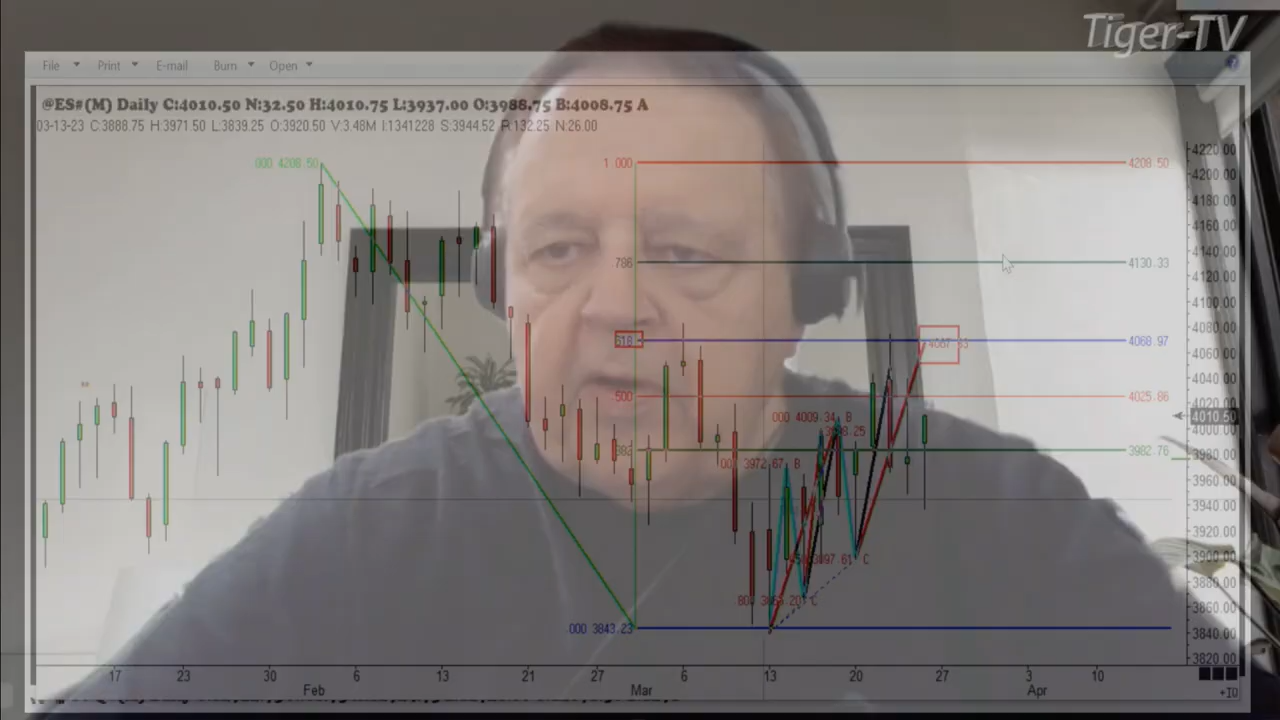 Tiger-TV
File Print E-mail Burn Open
@ES#(M) Daily C:4010.50 N:32.50 H:4010.75 L:3937.00 O:3988.75 B:4008.75 A
03-13-23 C:3888.75 H:3971.50 L:3839.25 O:3920.50 V:3.48M I:1341228 S:3944.52 R:132.25 N:26.00
4220.00
000 4208.50 1.000 4208.50
4200.00
4180.00
4160.00
4140.00
786 4130.33
4120.00
4100.00
4080.00
618 4068.97
4060.00
4040.00
500 4025.86
4020.00
000 4009.34 B 4010.50
4000.00
382 3982.76
3980.00
000 3972.67 B
3960.00
3940.00
3920.00
3900.00
C
3880.00
C
3860.00
000 3843.23 3840.00
3820.00
17 23 30 6 13 21 27 6 13 20 27 3 10
Feb Mar Apr